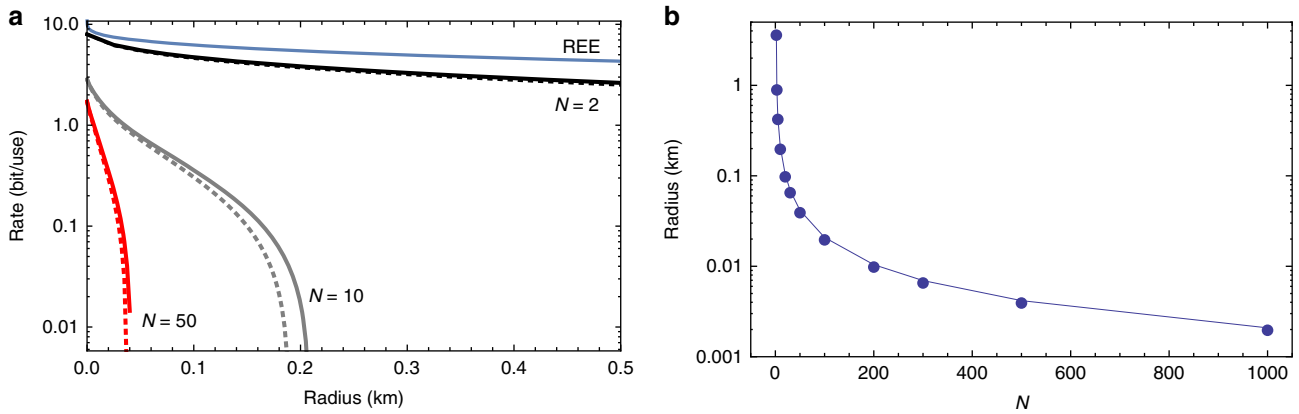 a
10.0
1.0
0.1
0.01
Rate (bit/use)
REE
N = 2
N = 10
N = 50
0.0 0.1 0.2 0.3 0.4 0.5
Radius (km)
b
1
0.1
0.01
0.001
Radius (km)
0 200 400 600 800 1000
N